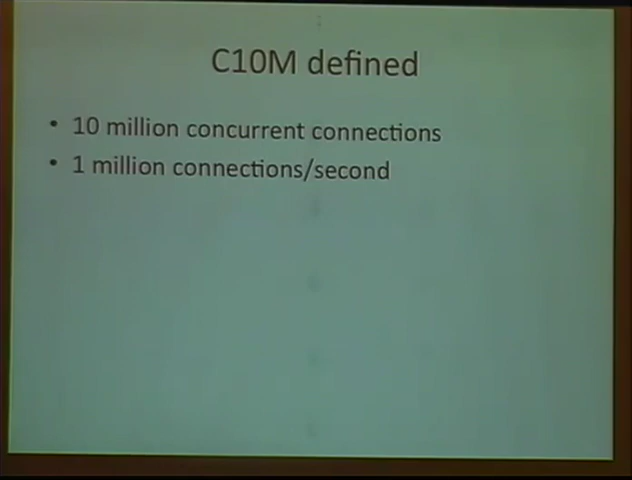 C10M defined
• 10 million concurrent connections
• 1 million connections/second